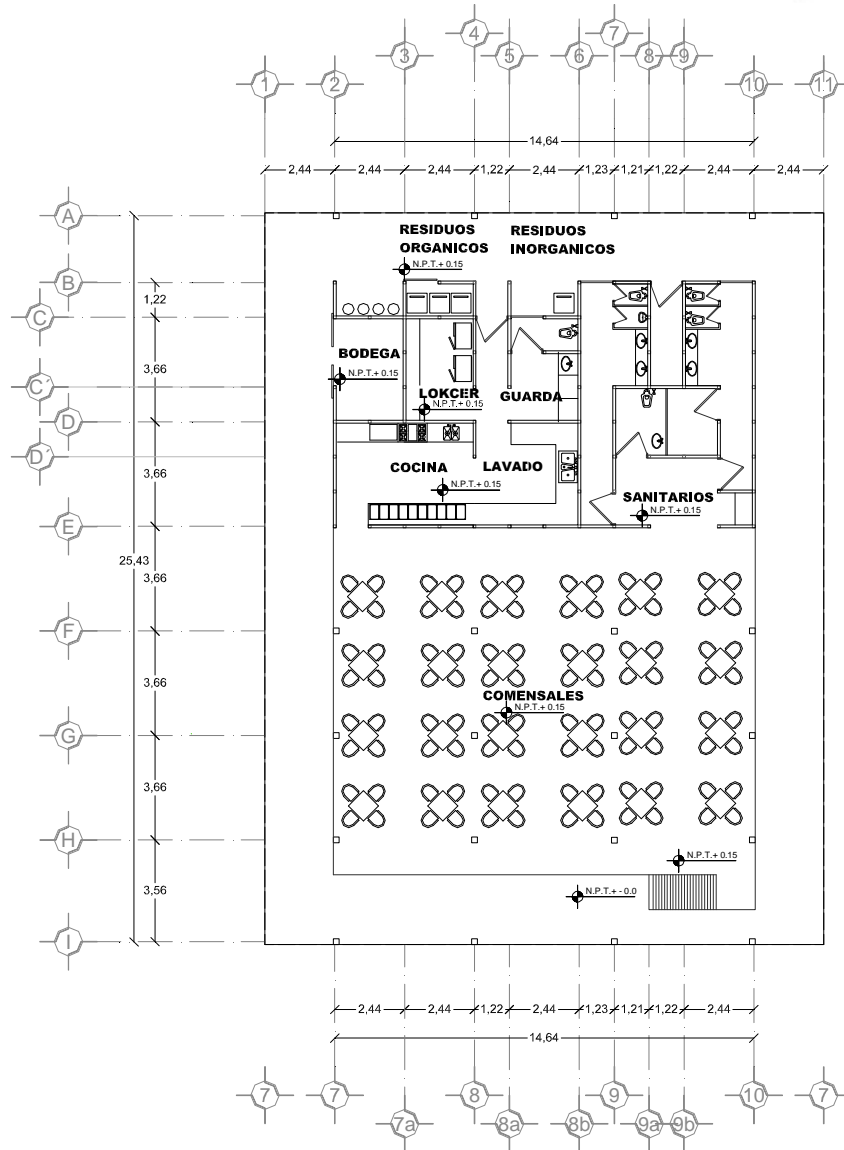 4
7
3
5
6
8
9
1
2
10
11
14,64
2,44
2,44
2,44
1,22
2,44
1,23
1,21
1,22
2,44
2,44
A
RESIDUOS ORGANICOS
RESIDUOS INORGANICOS
N.P.T.+ 0.15
B
1,22
C
BODEGA
3,66
N.P.T.+ 0.15
C´
LOKCER
GUARDA
N.P.T.+ 0.15
D
D´
COCINA
LAVADO
3,66
N.P.T.+ 0.15
SANITARIOS
N.P.T.+ 0.15
E
25,43
3,66
F
3,66
COMENSALES
N.P.T.+ 0.15
G
3,66
H
N.P.T.+ 0.15
3,56
N.P.T.+ - 0.0
I
2,44
2,44
1,22
2,44
1,23
1,21
1,22
2,44
14,64
7
7
8
9
10
7
7a
8a
8b
9a
9b